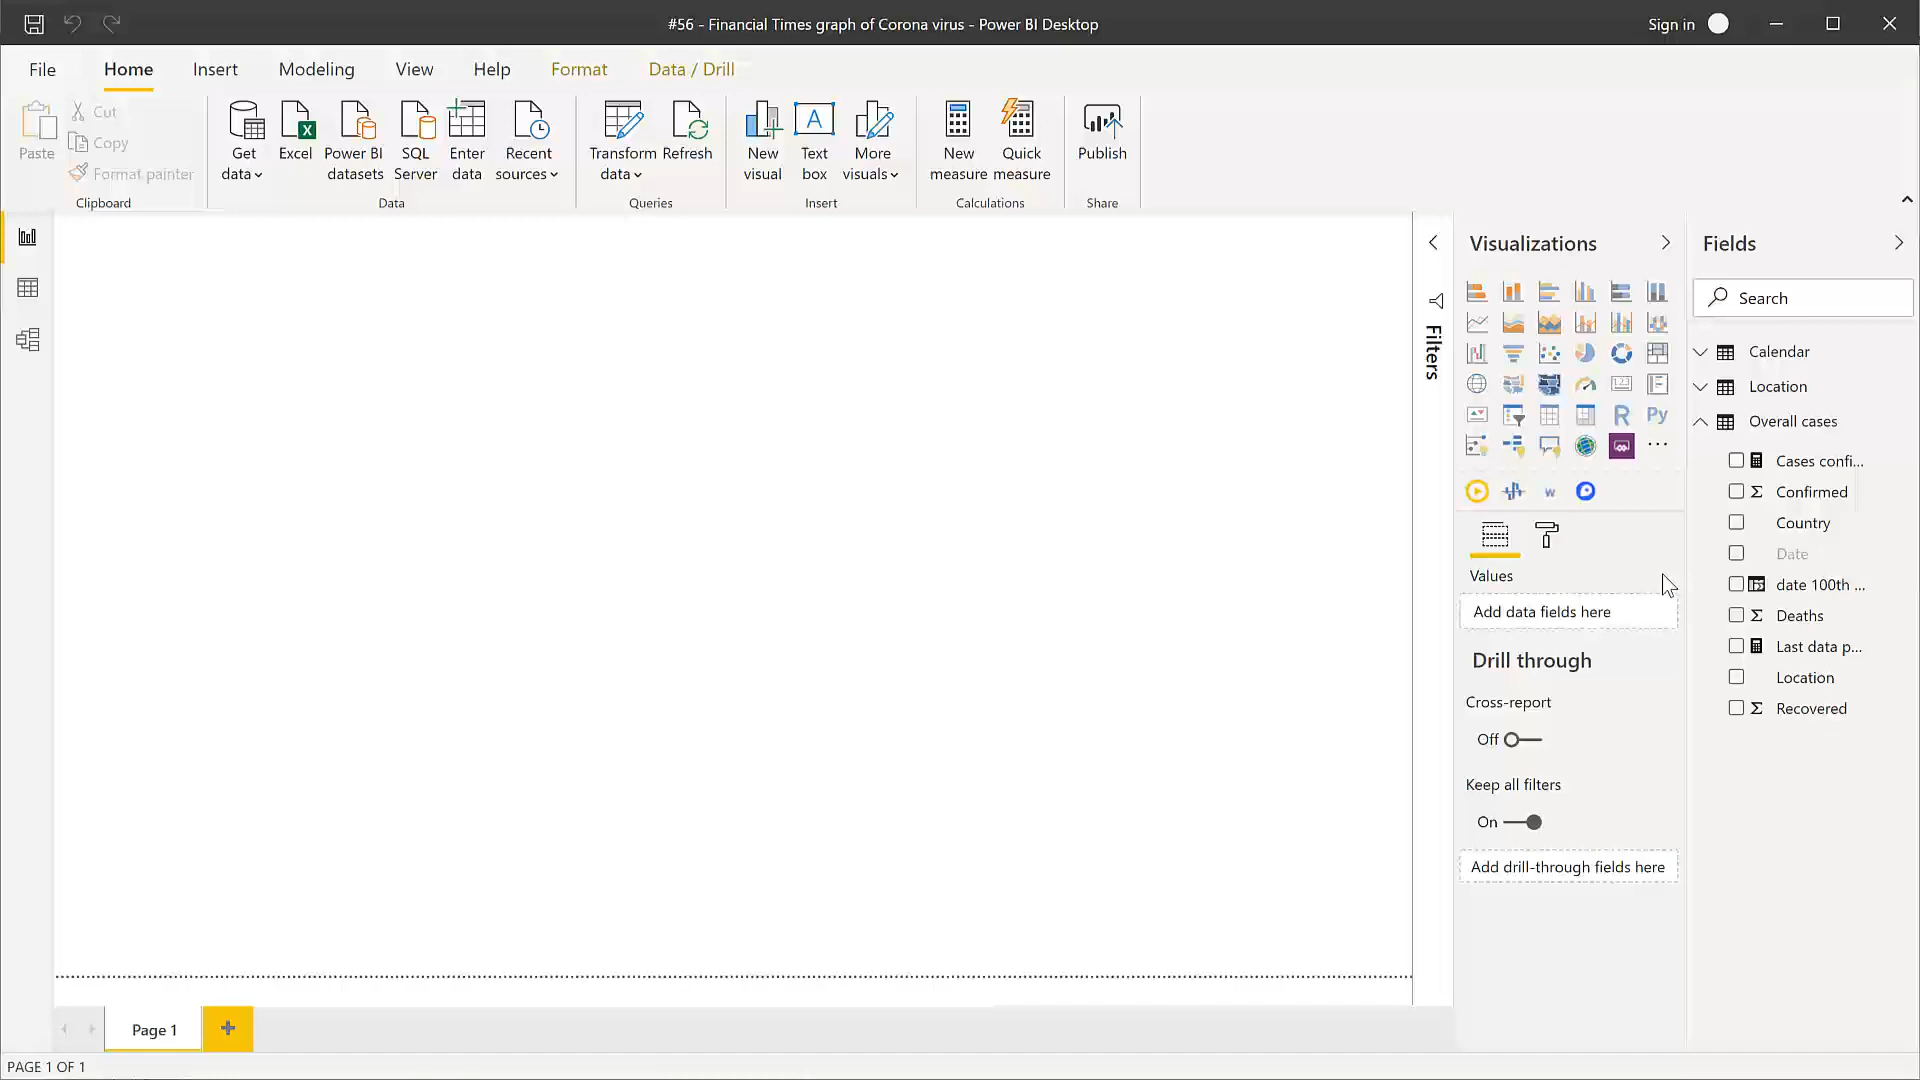 #56 - Financial Times graph of Corona virus - Power BI Desktop
Sign in
File Home Insert Modeling View Help Format Data / Drill
Paste
Cut
Copy
Format painter
Clipboard
Get data
Excel
Power BI datasets
SQL Server
Enter data
Recent sources
Data
Transform data
Refresh
Queries
New visual
A
Text box
More visuals
Insert
New measure
Quick measure
Calculations
Publish
Share
Filters
Visualizations
123
R
Py
w
Values
Add data fields here
Drill through
Cross-report
Off
Keep all filters
On
Add drill-through fields here
Fields
Search
Calendar
Location
Overall cases
Cases confi...
Σ Confirmed
Country
Date
date 100th ...
Σ Deaths
Last data p...
Location
Σ Recovered
Page 1
PAGE 1 OF 1